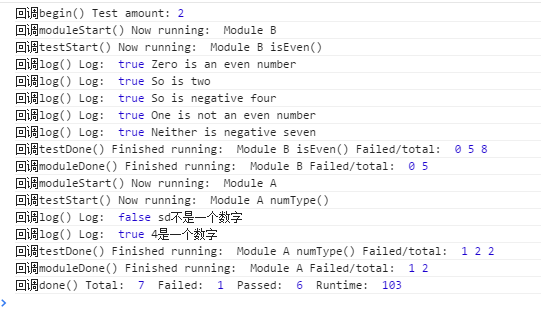 回调begin() Test amount: 2
回调moduleStart() Now running:  Module B
回调testStart() Now running:  Module B isEven()
回调log() Log:  true Zero is an even number
回调log() Log:  true So is two
回调log() Log:  true So is negative four
回调log() Log:  true One is not an even number
回调log() Log:  true Neither is negative seven
回调testDone() Finished running:  Module B isEven() Failed/total:  0 5 8
回调moduleDone() Finished running:  Module B Failed/total:  0 5
回调moduleStart() Now running:  Module A
回调testStart() Now running:  Module A numType()
回调log() Log:  false sd不是一个数字
回调log() Log:  true 4是一个数字
回调testDone() Finished running:  Module A numType() Failed/total:  1 2 2
回调moduleDone() Finished running:  Module A Failed/total:  1 2
回调done() Total:  7  Failed:  1  Passed:  6  Runtime:  103